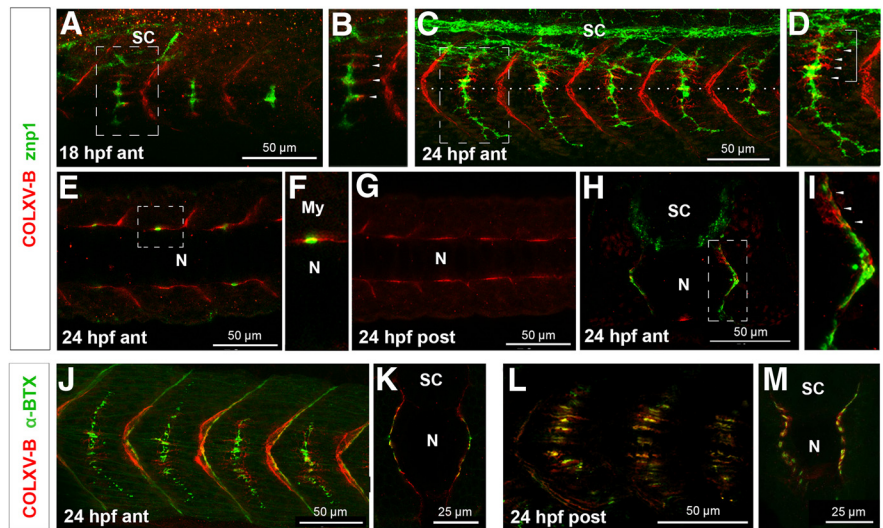 COLXV-B znp1
A
SC
18 hpf ant
50 µm
B
C
SC
24 hpf ant
50 µm
D
E
N
24 hpf ant
50 µm
F
My
N
G
N
24 hpf post
50 µm
H
SC
N
24 hpf ant
50 µm
I
COLXV-B α-BTX
J
24 hpf ant
50 µm
K
SC
N
25 µm
L
24 hpf post
50 µm
M
SC
N
25 µm